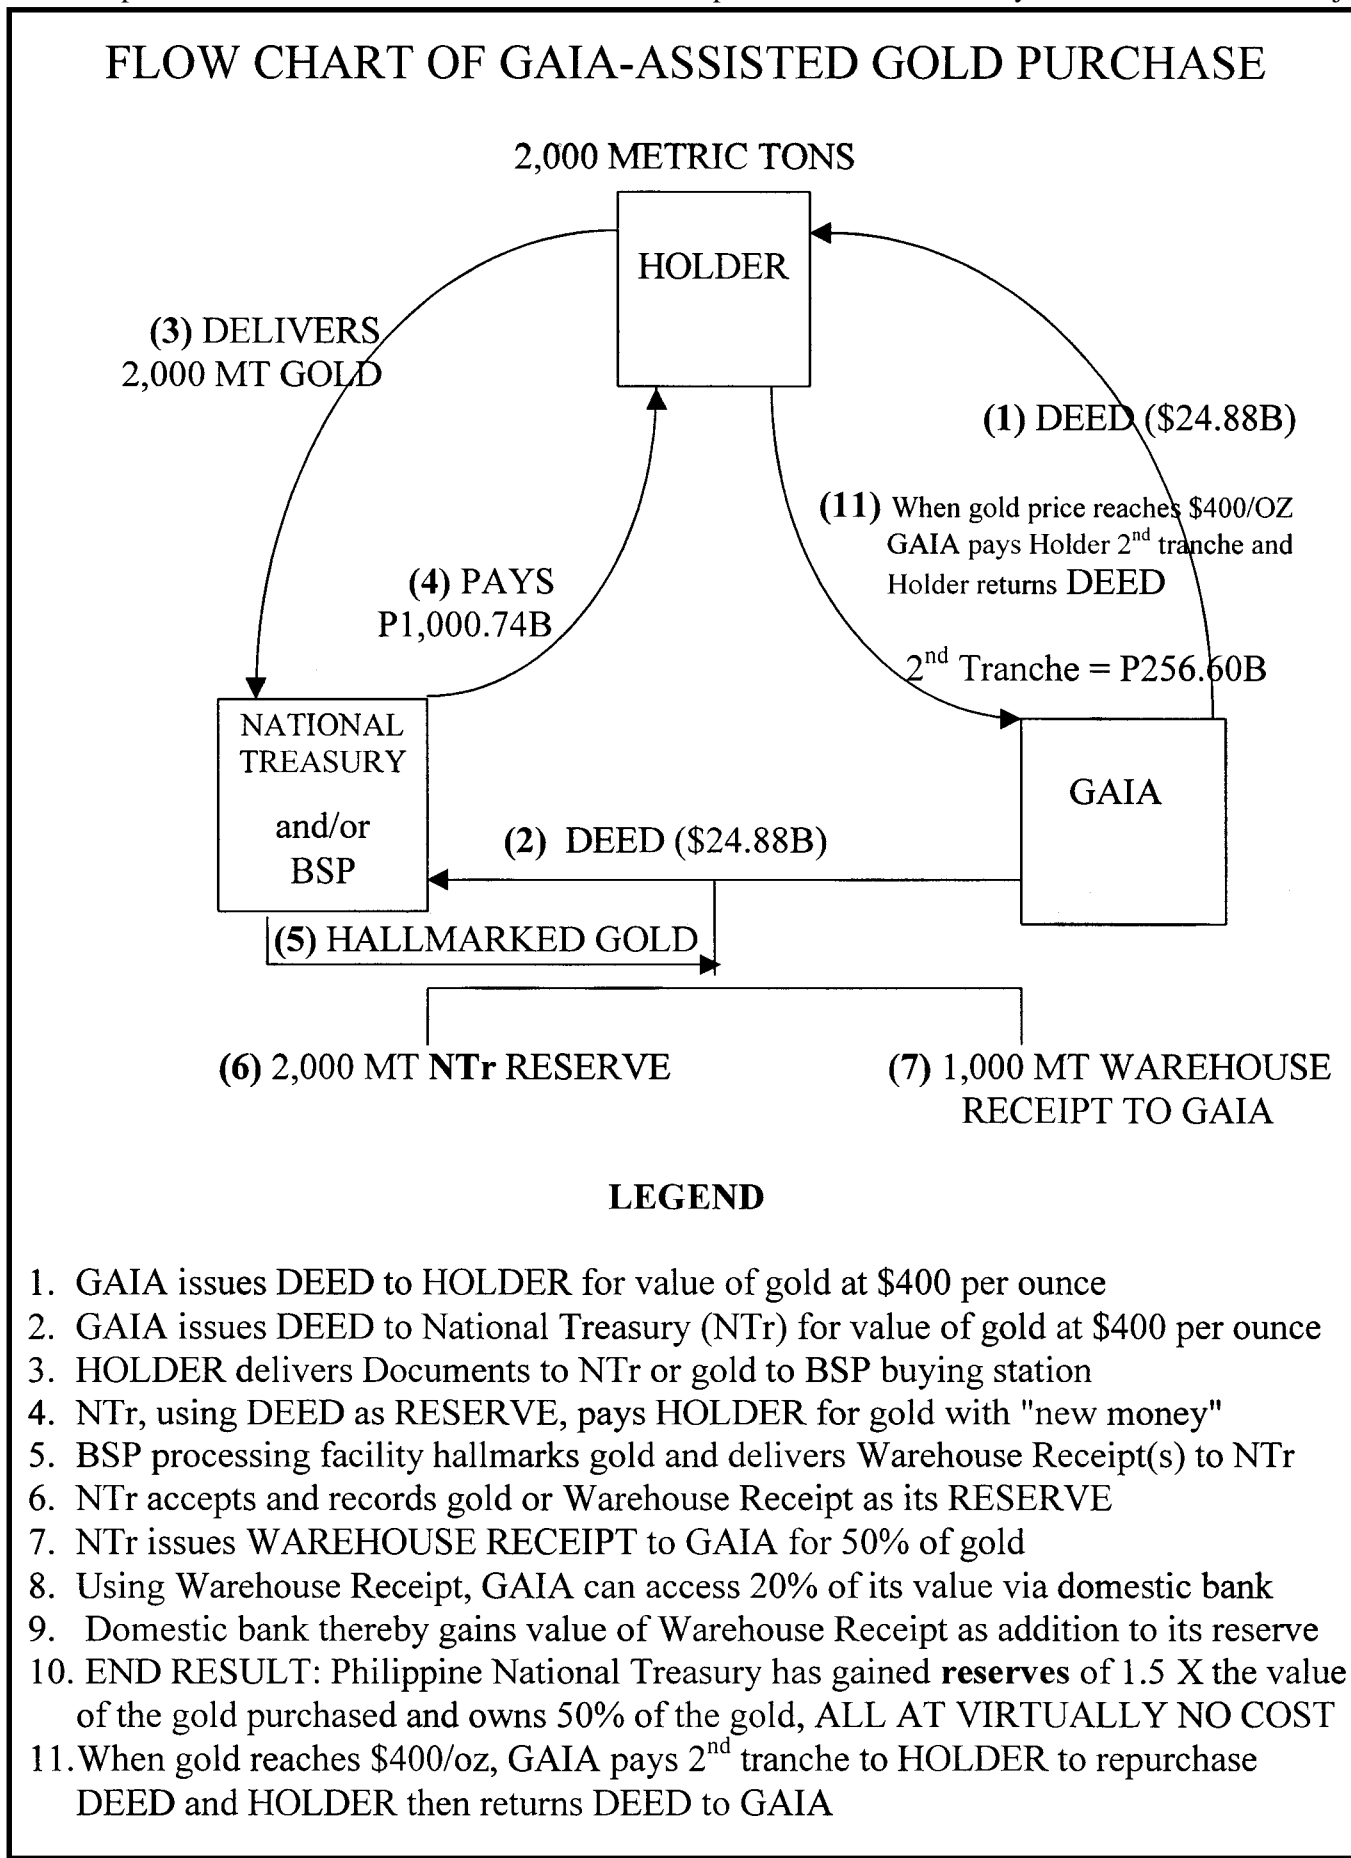 FLOW CHART OF GAIA-ASSISTED GOLD PURCHASE
2,000 METRIC TONS
HOLDER
(3) DELIVERS
2,000 MT GOLD
(1) DEED ($24.88B)
(11) When gold price reaches $400/OZ
GAIA pays Holder 2nd tranche and
Holder returns DEED
(4) PAYS
P1,000.74B
2nd Tranche = P256.60B
NATIONAL
TREASURY
and/or
BSP
GAIA
(2) DEED ($24.88B)
(5) HALLMARKED GOLD
(6) 2,000 MT NTr RESERVE
(7) 1,000 MT WAREHOUSE
RECEIPT TO GAIA
LEGEND
1. GAIA issues DEED to HOLDER for value of gold at $400 per ounce
2. GAIA issues DEED to National Treasury (NTr) for value of gold at $400 per ounce
3. HOLDER delivers Documents to NTr or gold to BSP buying station
4. NTr, using DEED as RESERVE, pays HOLDER for gold with "new money"
5. BSP processing facility hallmarks gold and delivers Warehouse Receipt(s) to NTr
6. NTr accepts and records gold or Warehouse Receipt as its RESERVE
7. NTr issues WAREHOUSE RECEIPT to GAIA for 50% of gold
8. Using Warehouse Receipt, GAIA can access 20% of its value via domestic bank
9. Domestic bank thereby gains value of Warehouse Receipt as addition to its reserve
10. END RESULT: Philippine National Treasury has gained reserves of 1.5 X the value
of the gold purchased and owns 50% of the gold, ALL AT VIRTUALLY NO COST
11. When gold reaches $400/oz, GAIA pays 2nd tranche to HOLDER to repurchase
DEED and HOLDER then returns DEED to GAIA